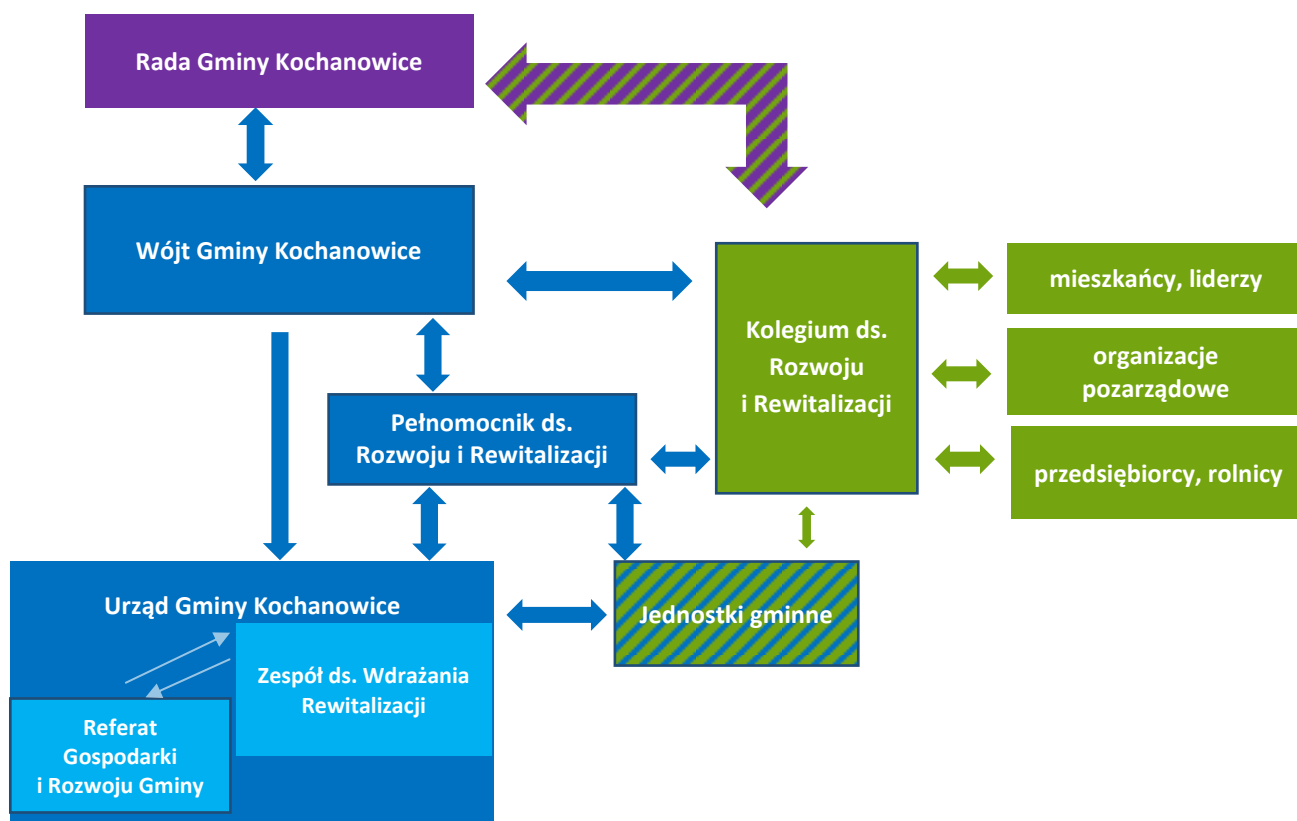 Rada Gminy Kochanowice
Wójt Gminy Kochanowice
Kolegium ds.
Rozwoju
i Rewitalizacji
mieszkańcy, liderzy
organizacje
pozarządowe
przedsiębiorcy, rolnicy
Pełnomocnik ds.
Rozwoju i Rewitalizacji
Urząd Gminy Kochanowice
Jednostki gminne
Zespół ds. Wdrażania
Rewitalizacji
Referat
Gospodarki
i Rozwoju Gminy